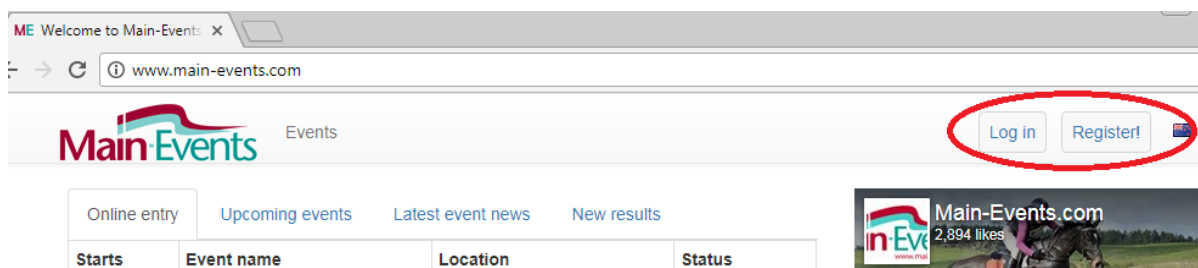 ME Welcome to Main-Events
www.main-events.com
Main-Events
Events
Log in
Register!
Online entry
Upcoming events
Latest event news
New results
Starts
Event name
Location
Status
Main-Events.com
2,894 likes